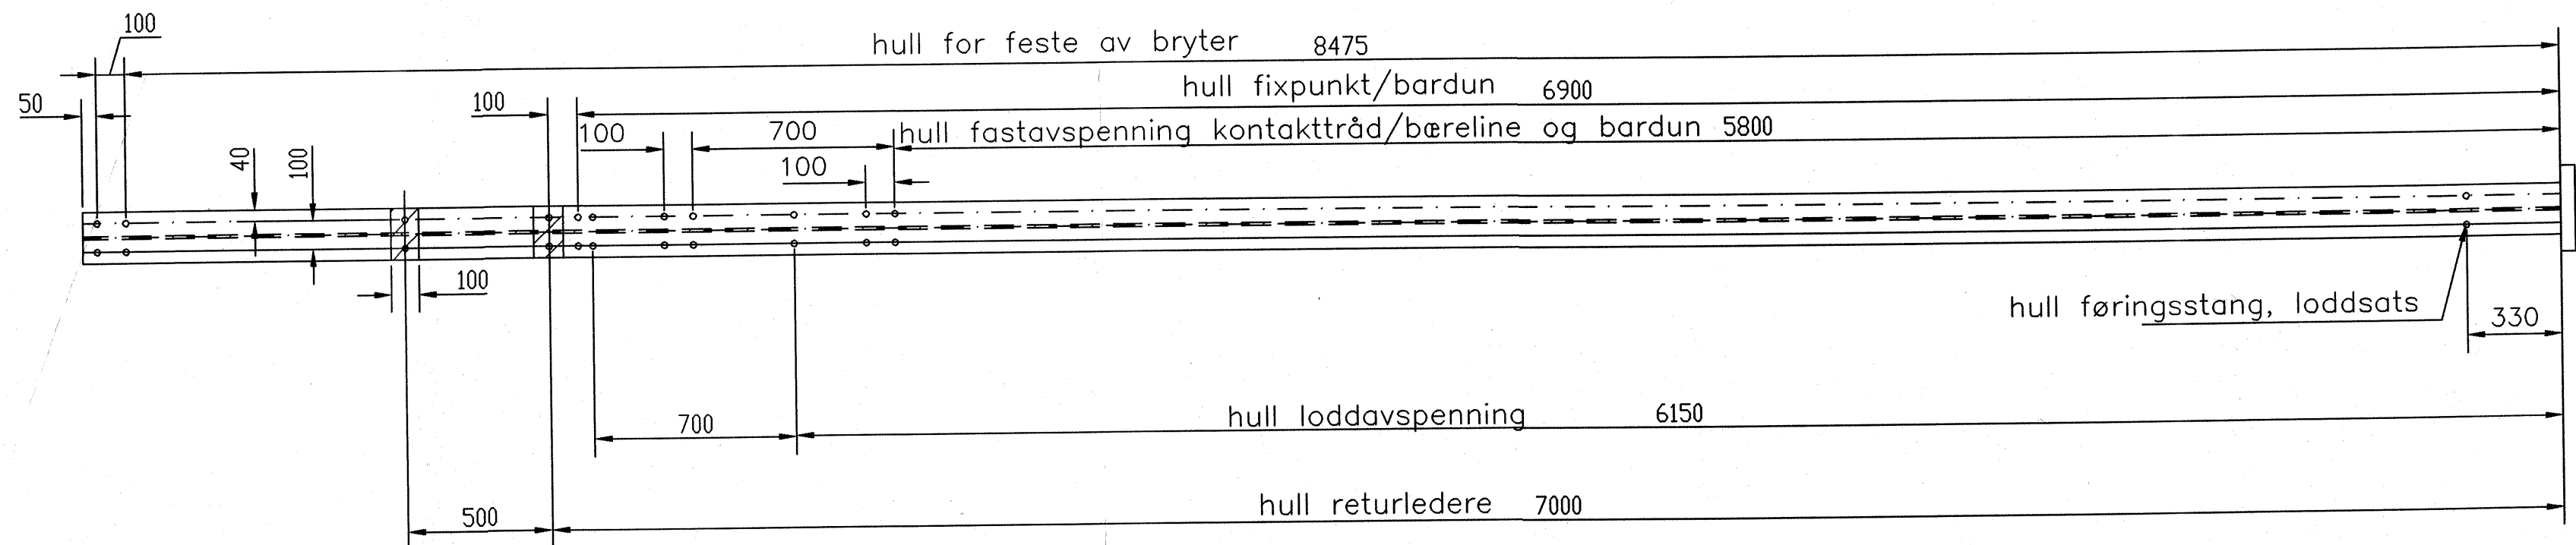 100
hull for feste av bryter 8475
hull fixpunkt/bardun 6900
50
100
100
700
hull fastavspenning kontakttråd/bæreline og bardun 5800
40
100
100
100
hull føringsstang, loddsats
330
700
hull loddavspenning 6150
500
hull returledere 7000